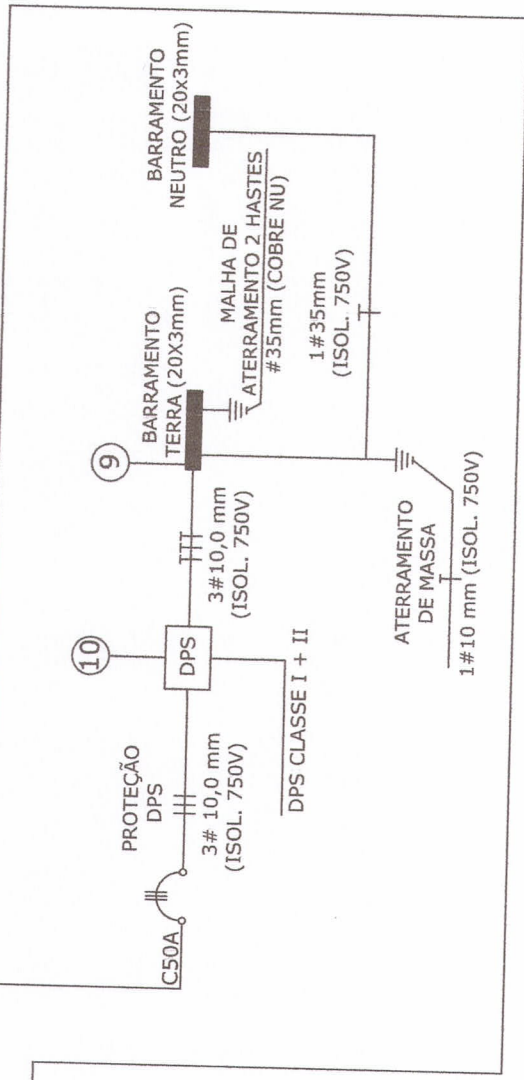 C50A
PROTEÇÃO
DPS
3# 10,0 mm
(ISOL. 750V)
10
DPS
DPS CLASSE I + II
3#10,0 mm
(ISOL. 750V)
9
BARRAMENTO
TERRA (20X3mm)
MALHA DE
ATERRAMENTO 2 HASTES
#35mm (COBRE NU)
BARRAMENTO
NEUTRO (20x3mm)
1#35mm
(ISOL. 750V)
ATERRAMENTO
DE MASSA
1#10 mm (ISOL. 750V)